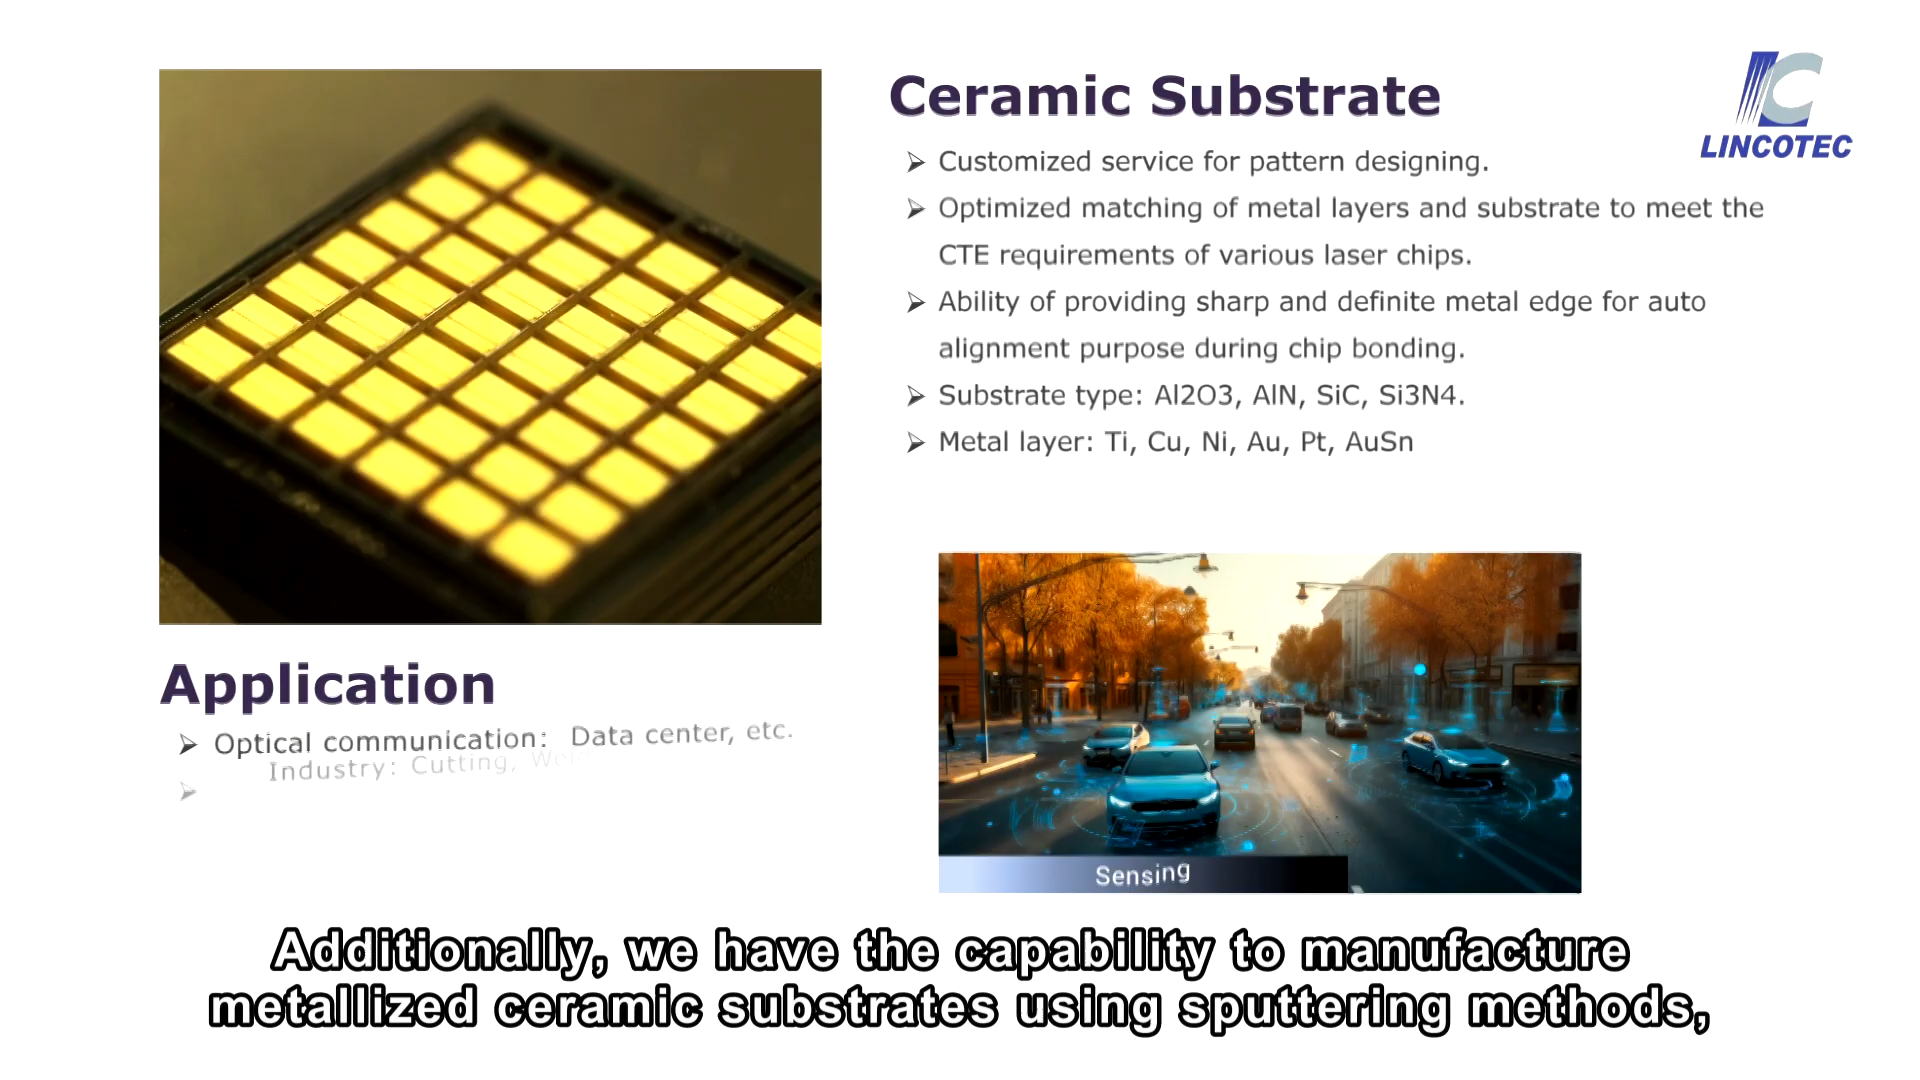 Ceramic Substrate
LINCOTEC
➢ Customized service for pattern designing.
➢ Optimized matching of metal layers and substrate to meet the
CTE requirements of various laser chips.
➢ Ability of providing sharp and definite metal edge for auto
alignment purpose during chip bonding.
➢ Substrate type: Al2O3, AlN, SiC, Si3N4.
➢ Metal layer: Ti, Cu, Ni, Au, Pt, AuSn
Application
➢ Optical communication: Data center, etc.
➢ Industry: Cutting,
Sensing
Additionally, we have the capability to manufacture
metallized ceramic substrates using sputtering methods,